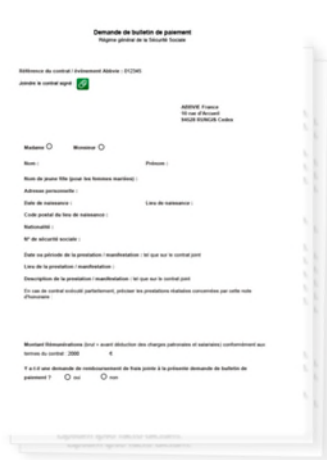 Demande de bulletin de paiement
Régime général de la Sécurité Sociale
Référence du contrat / événement Abbvie : 012345
Joindre le contrat signé
ABBVIE France
10 rue d'Arcueil
94528 RUNGIS Cedex
Madame Monsieur
Nom : Prénom :
Nom de jeune fille (pour les femmes mariées) :
Adresse personnelle :
Date de naissance : Lieu de naissance :
Code postal du lieu de naissance :
Nationalité :
N° de sécurité sociale :
Date ou période de la prestation / manifestation : tel que sur le contrat joint
Lieu de la prestation / manifestation :
Description de la prestation / manifestation : tel que sur le contrat joint
En cas de contrat exécuté partiellement, préciser les prestations réalisées concernées par cette note
d'honoraire :
Montant Rémunérations (brut = avant déduction des charges patronales et salariales) conformément aux
termes du contrat : 2000 €
Y a-t-il une demande de remboursement de frais jointe à la présente demande de bulletin de
paiement ? oui non